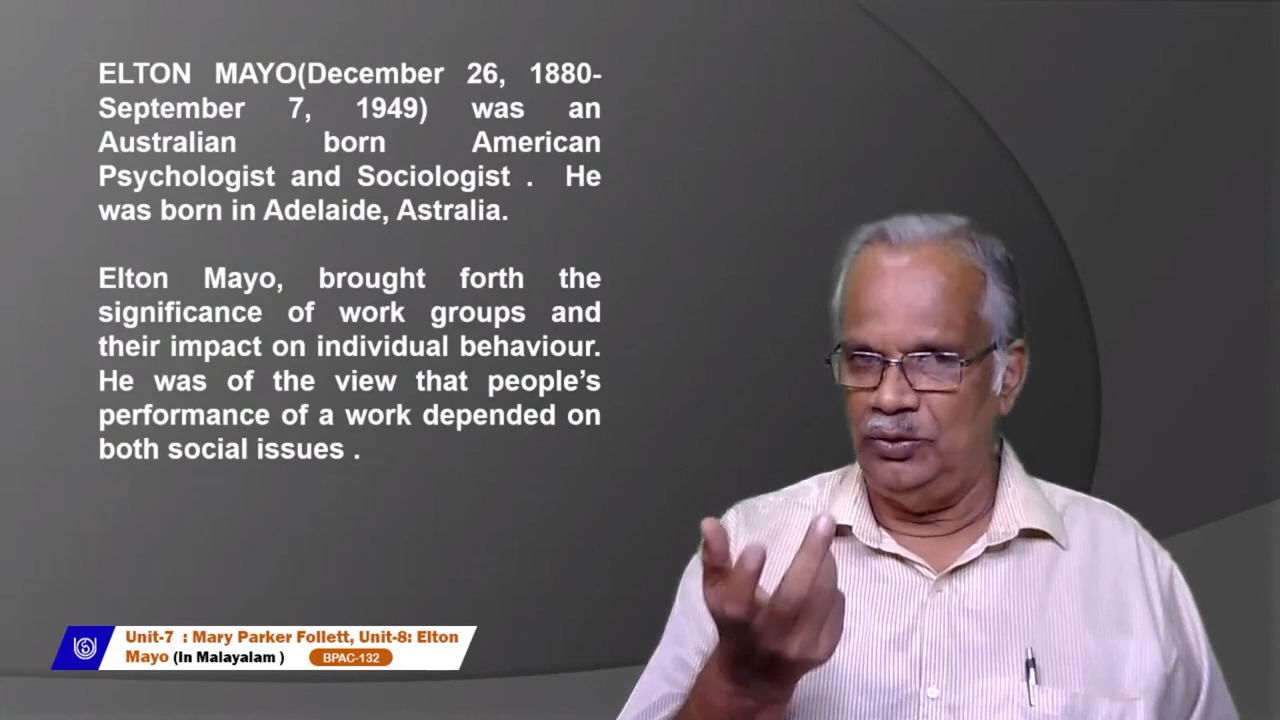 ELTON MAYO(December 26, 1880-
September 7, 1949) was an
Australian born American
Psychologist and Sociologist . He
was born in Adelaide, Astralia.
Elton Mayo, brought forth the
significance of work groups and
their impact on individual behaviour.
He was of the view that people’s
performance of a work depended on
both social issues .
Unit-7 : Mary Parker Follett, Unit-8: Elton
Mayo (In Malayalam ) BPAC-132